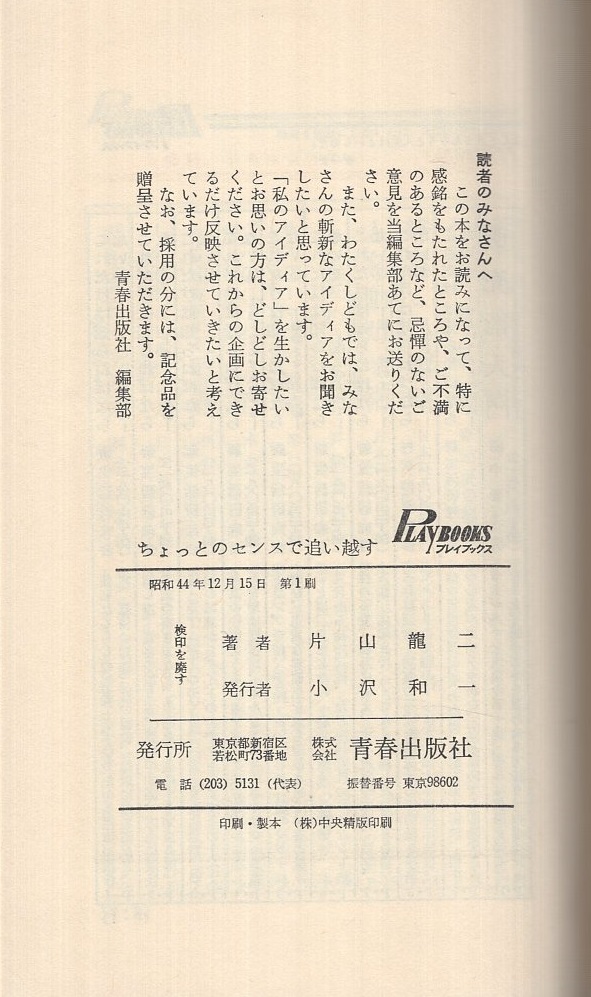 読者のみなさんへ
この本をお読みになって、特に
感銘をもたれたところや、ご不満
のあるところなど、忌憚のないご
意見を当編集部あてにお送りくだ
さい。
また、わたくしどもでは、みな
さんの斬新なアイディアをお聞き
したいと思っています。
「私のアイディア」を生かしたい
とお思いの方は、どしどしお寄せ
ください。これからの企画にでき
るだけ反映させていきたいと考え
ています。
なお、採用の分には、記念品を
贈呈させていただきます。
青春出版社 編集部
PLAYBOOKS
プレイブックス
ちょっとのセンスで追い越す
昭和44年12月15日 第1刷
検印を廃す
著者 片山龍二
発行者 小沢和一
発行所 東京都新宿区若松町73番地 株式会社 青春出版社
電話 (203) 5131 (代表) 振替番号 東京98602
印刷・製本 (株)中央精版印刷